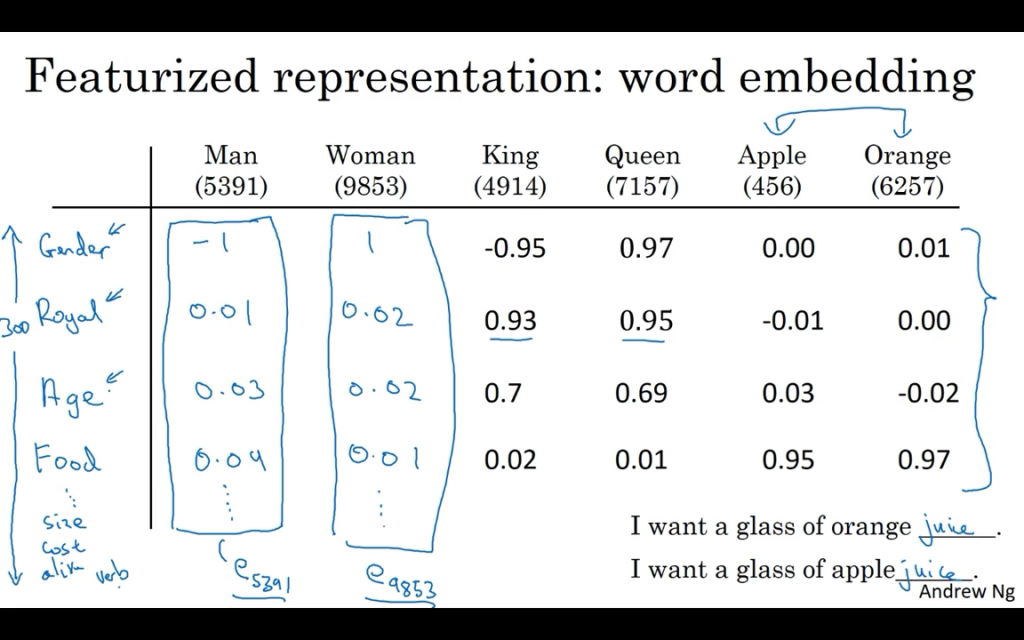 Featurized representation: word embedding
Man Woman King Queen Apple Orange
(5391) (9853) (4914) (7157) (456) (6257)
Gender -1 1 -0.95 0.97 0.00 0.01
300 Royal 0.01 0.02 0.93 0.95 -0.01 0.00
Age 0.03 0.02 0.7 0.69 0.03 -0.02
Food 0.04 0.01 0.02 0.01 0.95 0.97
size
cost
alive verb
e5391 e9853
I want a glass of orange juice.
I want a glass of apple juice.
Andrew Ng